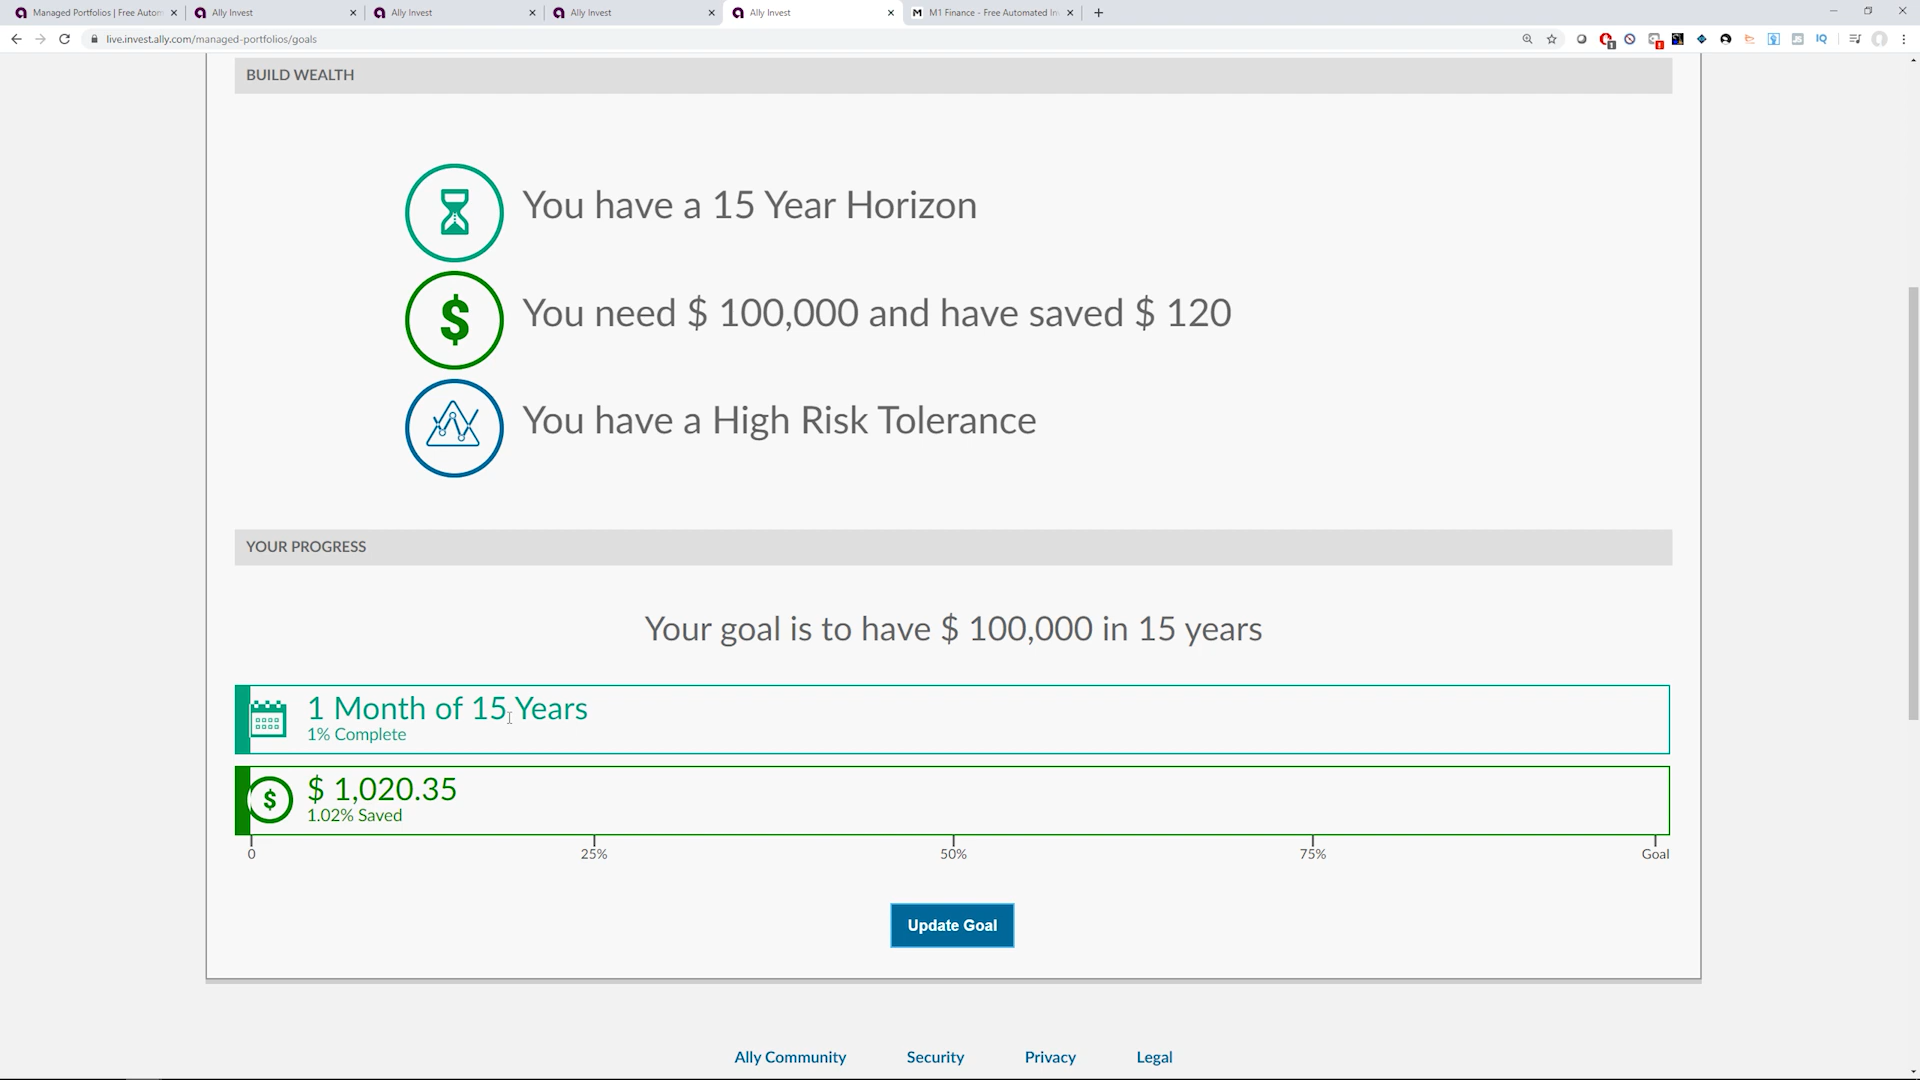 Managed Portfolios | Free Autom
Ally Invest
Ally Invest
Ally Invest
Ally Invest
M1 Finance - Free Automated In
live.invest.ally.com/managed-portfolios/goals
BUILD WEALTH
You have a 15 Year Horizon
You need $ 100,000 and have saved $ 120
You have a High Risk Tolerance
YOUR PROGRESS
Your goal is to have $ 100,000 in 15 years
1 Month of 15 Years
1% Complete
$ 1,020.35
1.02% Saved
0 25% 50% 75% Goal
Update Goal
Ally Community Security Privacy Legal